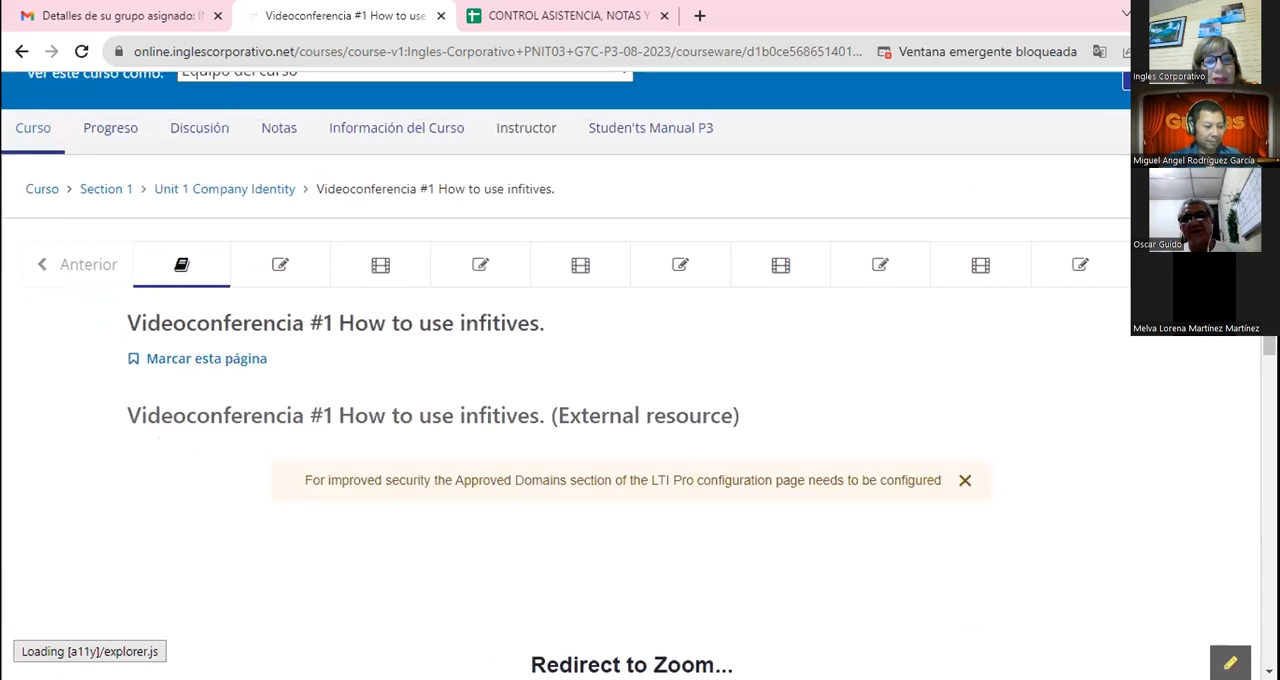 Detalles de su grupo asignado: I
Videoconferencia #1 How to use
CONTROL ASISTENCIA, NOTAS Y
online.inglescorporativo.net/courses/course-v1:Ingles-Corporativo+PNIT03+G7C-P3-08-2023/courseware/d1b0ce568651401...
Ventana emergente bloqueada
Ver este curso como:
Equipo del curso
Ingles Corporativo
Miguel Angel Rodríguez García
Oscar Guido
Melva Lorena Martínez Martínez
Curso
Progreso
Discusión
Notas
Información del Curso
Instructor
Studen'ts Manual P3
Curso > Section 1 > Unit 1 Company Identity > Videoconferencia #1 How to use infitives.
Anterior
Videoconferencia #1 How to use infitives.
Marcar esta página
Videoconferencia #1 How to use infitives. (External resource)
For improved security the Approved Domains section of the LTI Pro configuration page needs to be configured
Loading [a11y]/explorer.js
Redirect to Zoom...